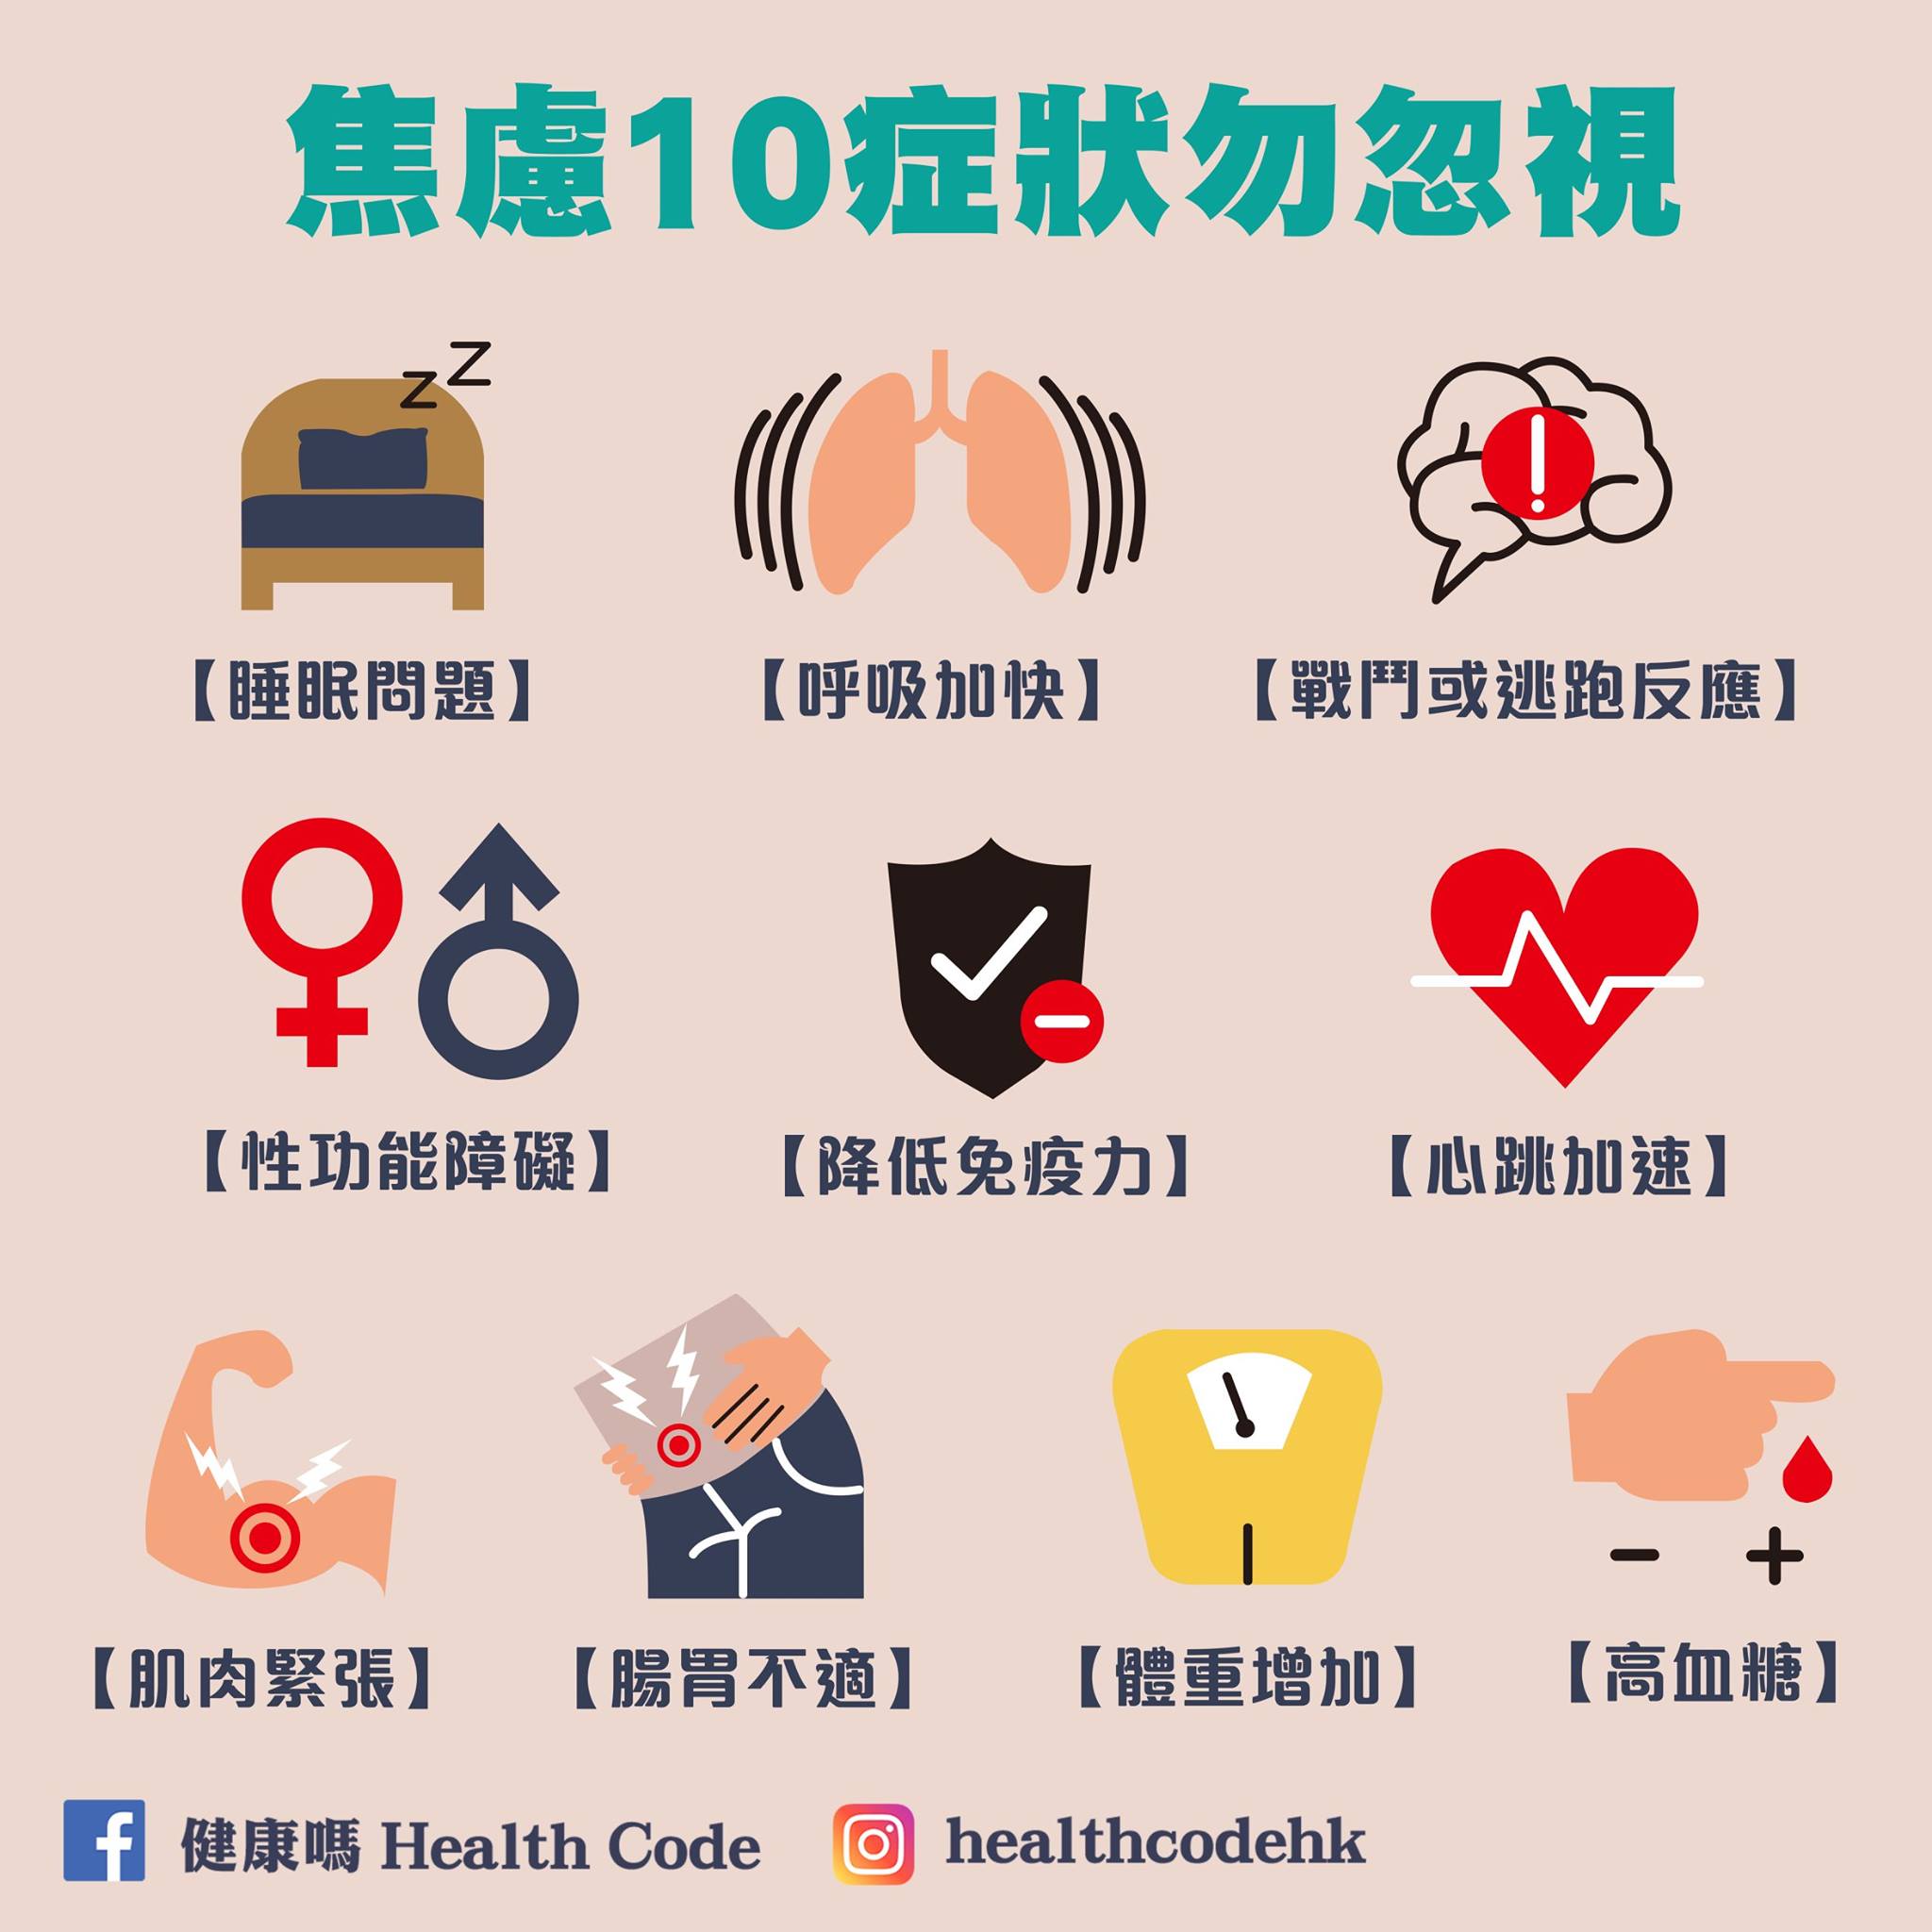 焦慮10症狀勿忽視
zZ
【睡眠問題】
【呼吸加快】
【戰鬥或逃跑反應】
【性功能障礙】
【降低免疫力】
【心跳加速】
【肌肉緊張】
【腸胃不適】
【體重增加】
【高血糖】
健康嗎 Health Code
healthcodehk